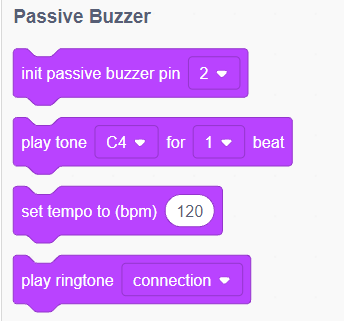 Passive Buzzer
init passive buzzer pin 2
play tone C4 for 1 beat
set tempo to (bpm) 120
play ringtone connection